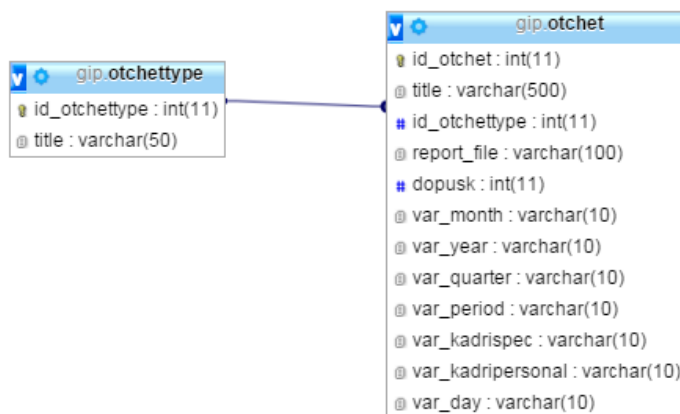 gip.otchettype
id_otchettype : int(11)
title : varchar(50)
gip.otchet
id_otchet : int(11)
title : varchar(500)
id_otchettype : int(11)
report_file : varchar(100)
dopusk : int(11)
var_month : varchar(10)
var_year : varchar(10)
var_quarter : varchar(10)
var_period : varchar(10)
var_kadrispec : varchar(10)
var_kadripersonal : varchar(10)
var_day : varchar(10)